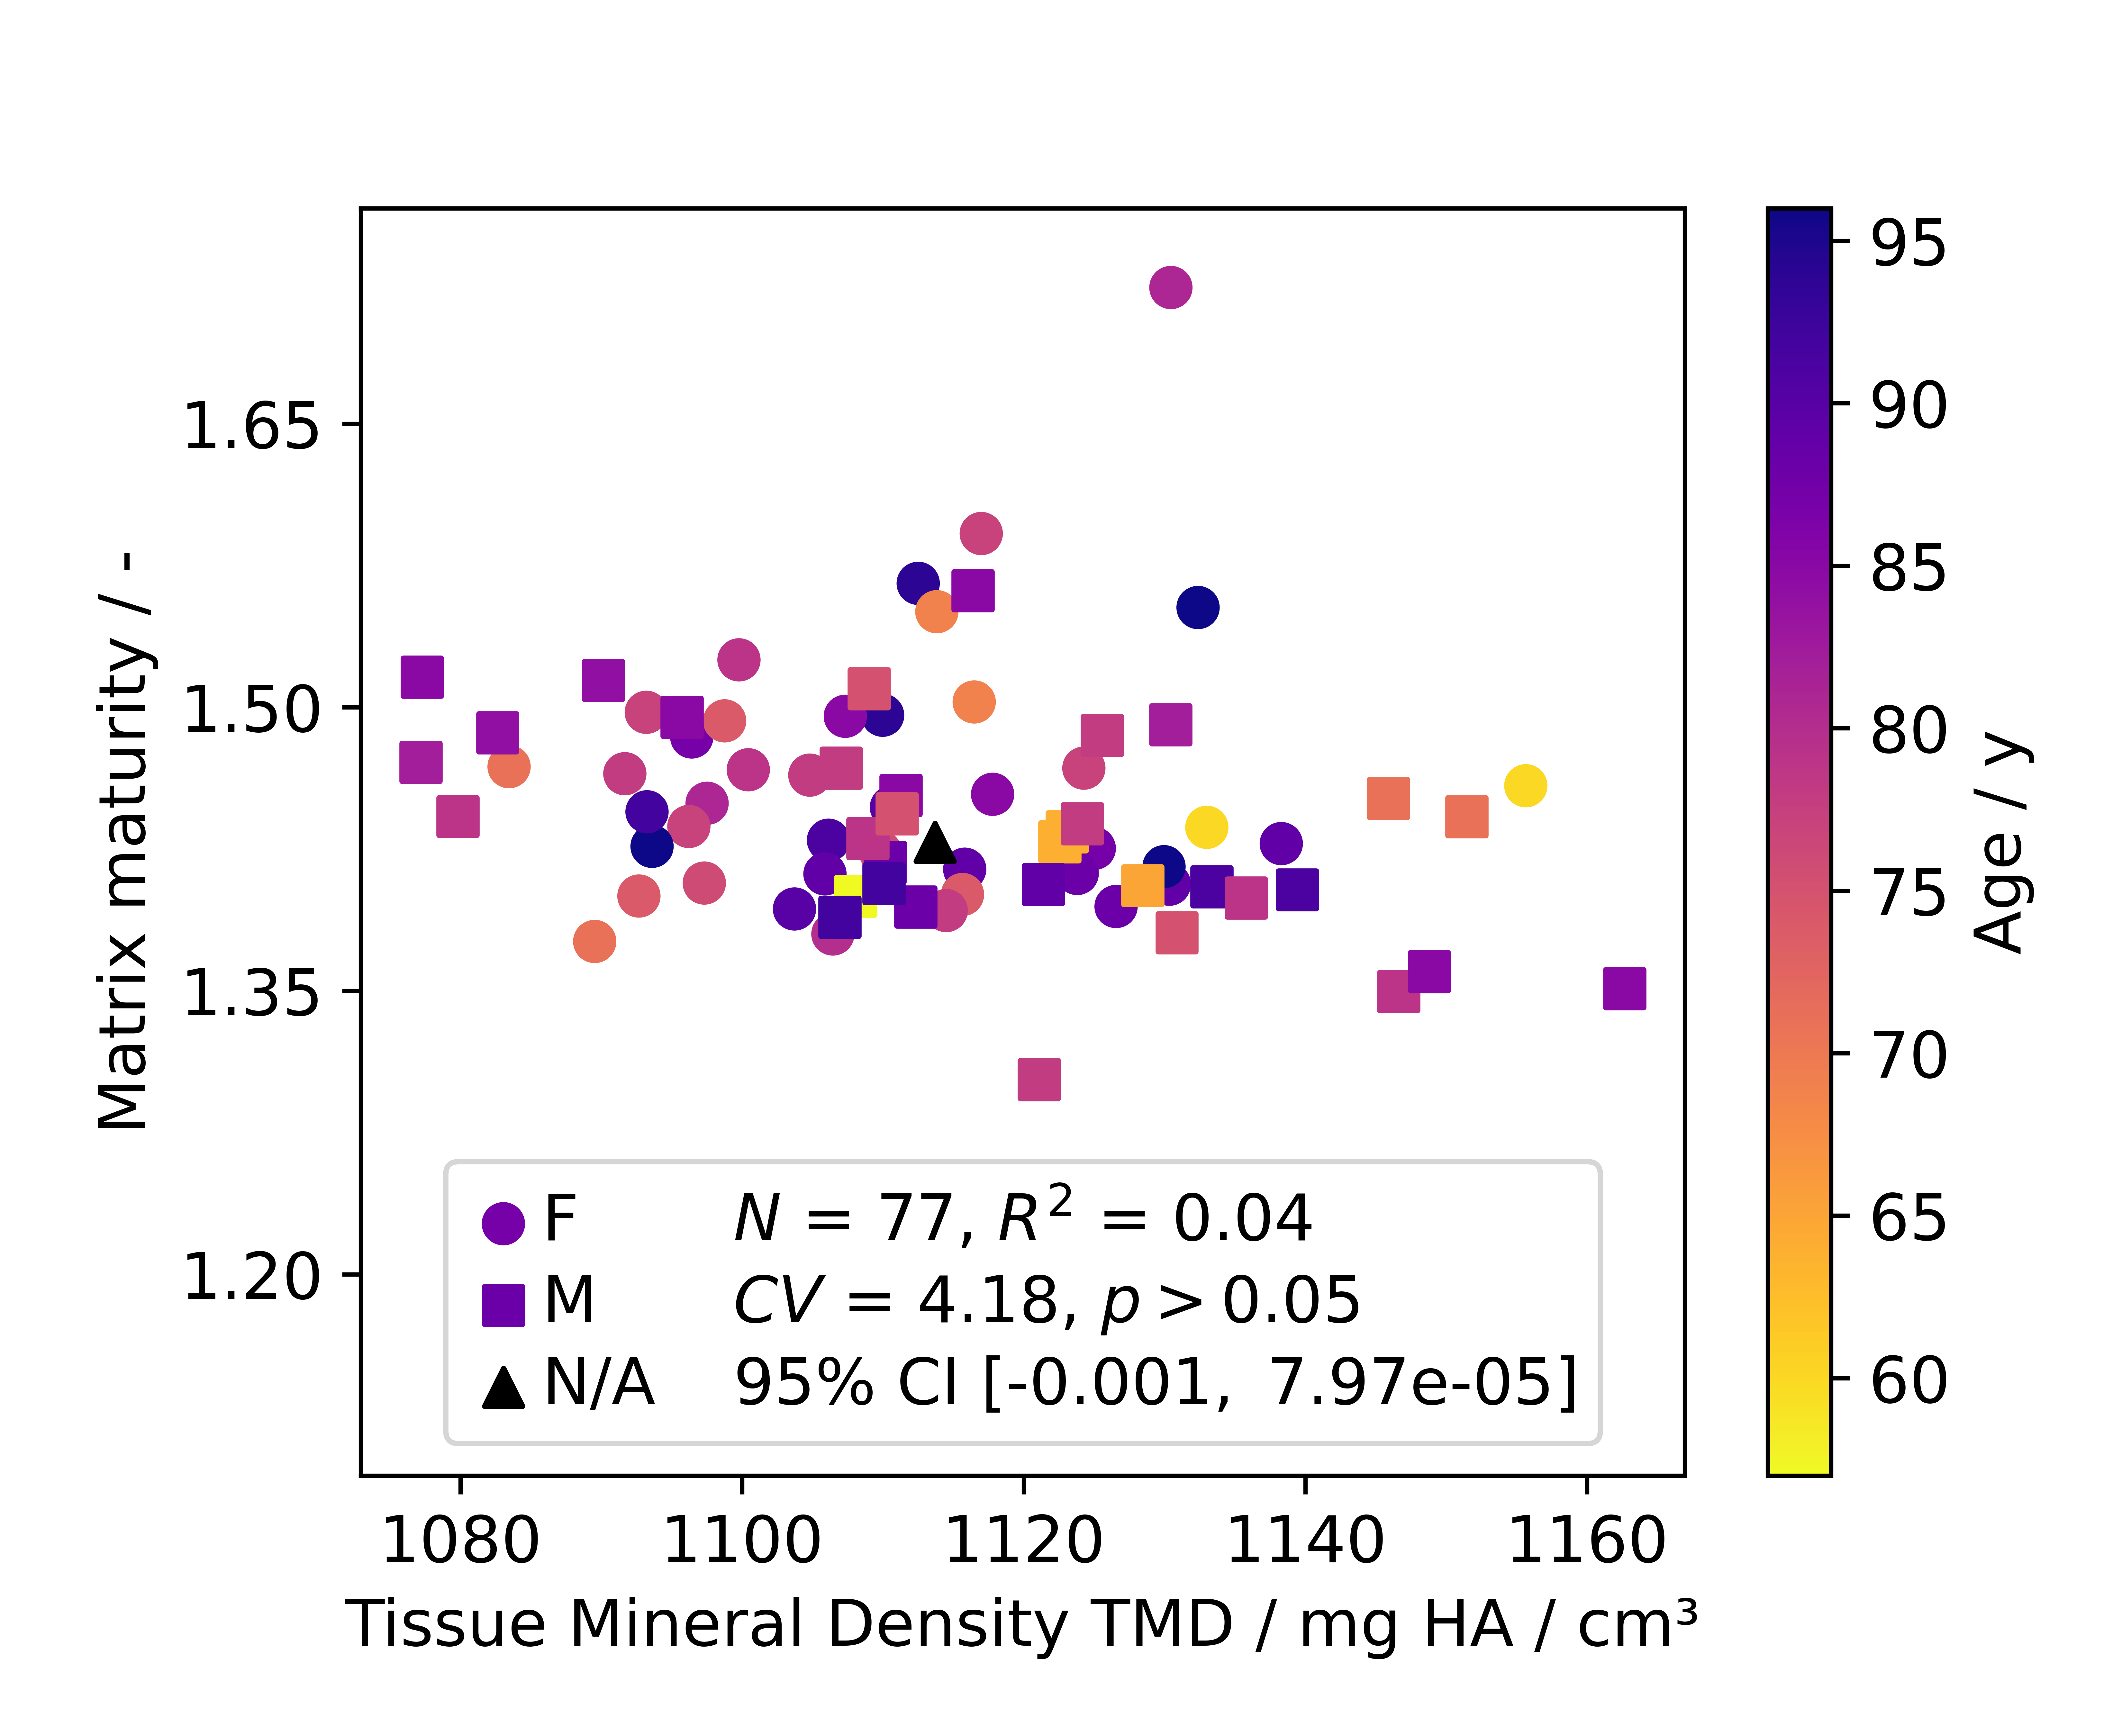 Matrix maturity / -
1.65
1.50
1.35
1.20
F N = 77, R² = 0.04
M CV = 4.18, p > 0.05
N/A 95% CI [-0.001, 7.97e-05]
1080 1100 1120 1140 1160
Tissue Mineral Density TMD / mg HA / cm³
95
90
85
80
75
70
65
60
Age / y